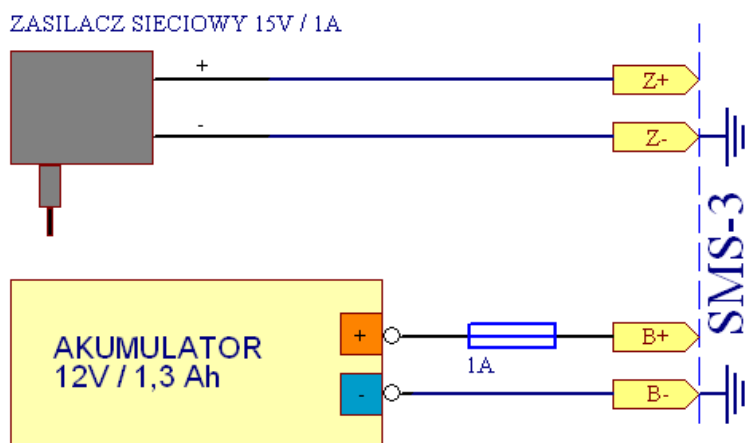 ZASILACZ SIECIOWY 15V / 1A
+
Z+
-
Z-
SMS-3
AKUMULATOR
12V / 1,3 Ah
+
1A
B+
-
B-